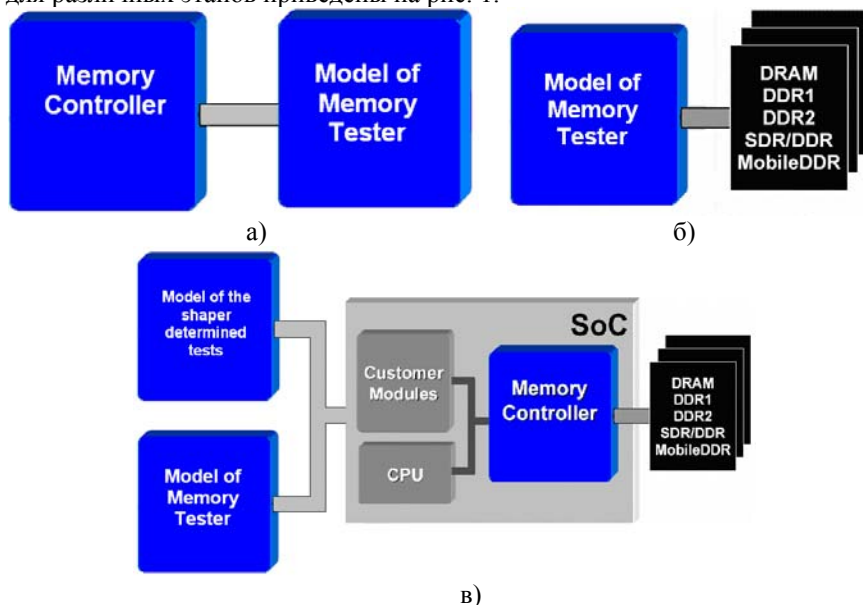 для различных этапов приведены на рис. 1.
Memory
Controller
Model of
Memory
Tester
Model of
Memory
Tester
DRAM
DDR1
DDR2
SDR/DDR
MobileDDR
а)
б)
Model of the
shaper
determined
tests
Model of
Memory
Tester
SoC
Customer
Modules
CPU
Memory
Controller
DRAM
DDR1
DDR2
SDR/DDR
MobileDDR
в)